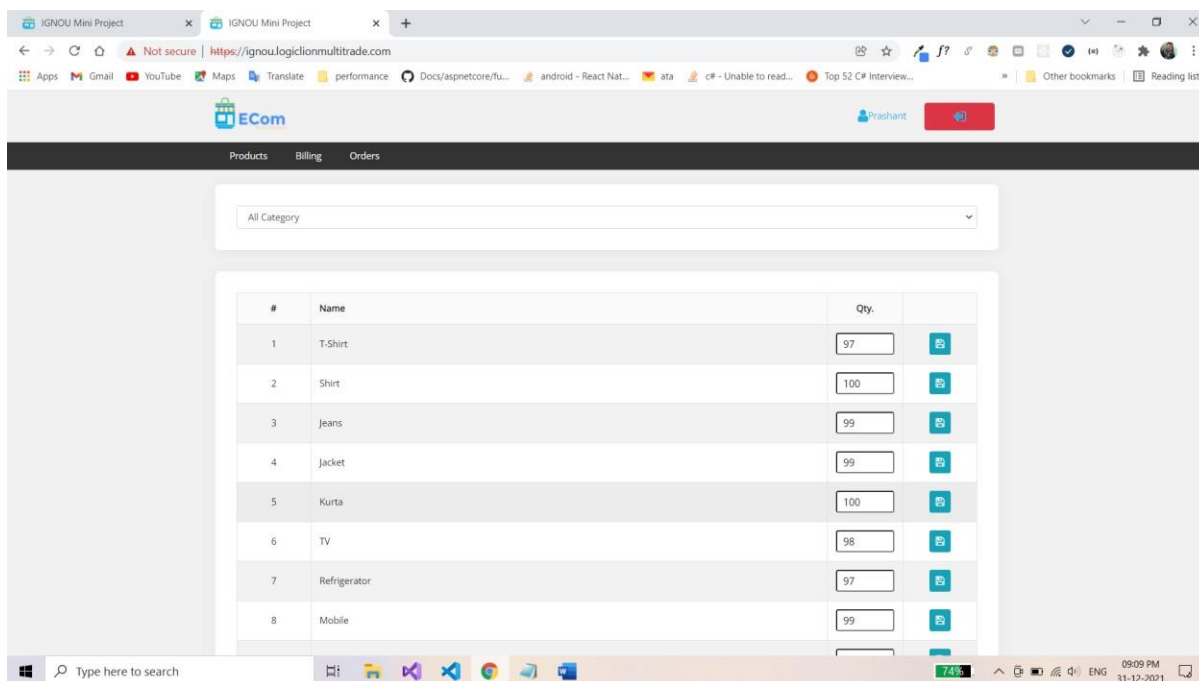 IGNOU Mini Project IGNOU Mini Project
Not secure | https://ignou.logiclionmultitrade.com
Apps Gmail YouTube Maps Translate performance Docs/aspnetcore/fu... android - React Nat... ata c# - Unable to read... Top 52 C# Interview... » Other bookmarks Reading list
ECom Prashant
Products Billing Orders
All Category
# Name Qty.
1 T-Shirt 97
2 Shirt 100
3 Jeans 99
4 Jacket 99
5 Kurta 100
6 TV 98
7 Refrigerator 97
8 Mobile 99
Type here to search 74% ENG 09:09 PM
31-12-2021